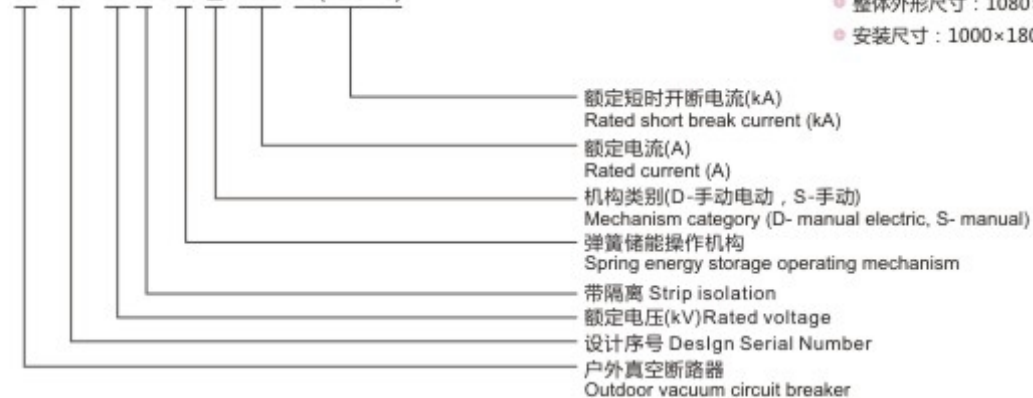 整体外形尺寸：1080
安装尺寸：1000×180
额定短时开断电流(kA)
Rated short break current (kA)
额定电流(A)
Rated current (A)
机构类别(D-手动电动，S-手动)
Mechanism category (D- manual electric, S- manual)
弹簧储能操作机构
Spring energy storage operating mechanism
带隔离 Strip isolation
额定电压(kV)Rated voltage
设计序号 DesIgn Serial Number
户外真空断路器
Outdoor vacuum circuit breaker